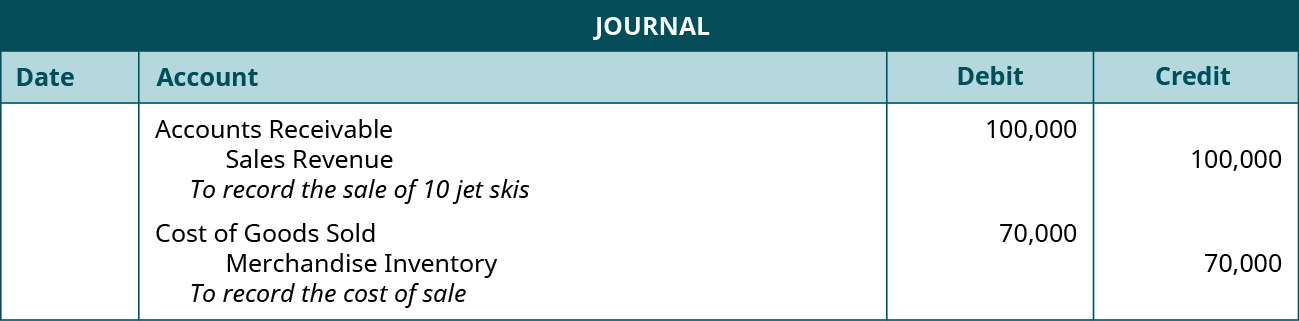 JOURNAL
Date Account Debit Credit
Accounts Receivable 100,000
Sales Revenue 100,000
To record the sale of 10 jet skis
Cost of Goods Sold 70,000
Merchandise Inventory 70,000
To record the cost of sale